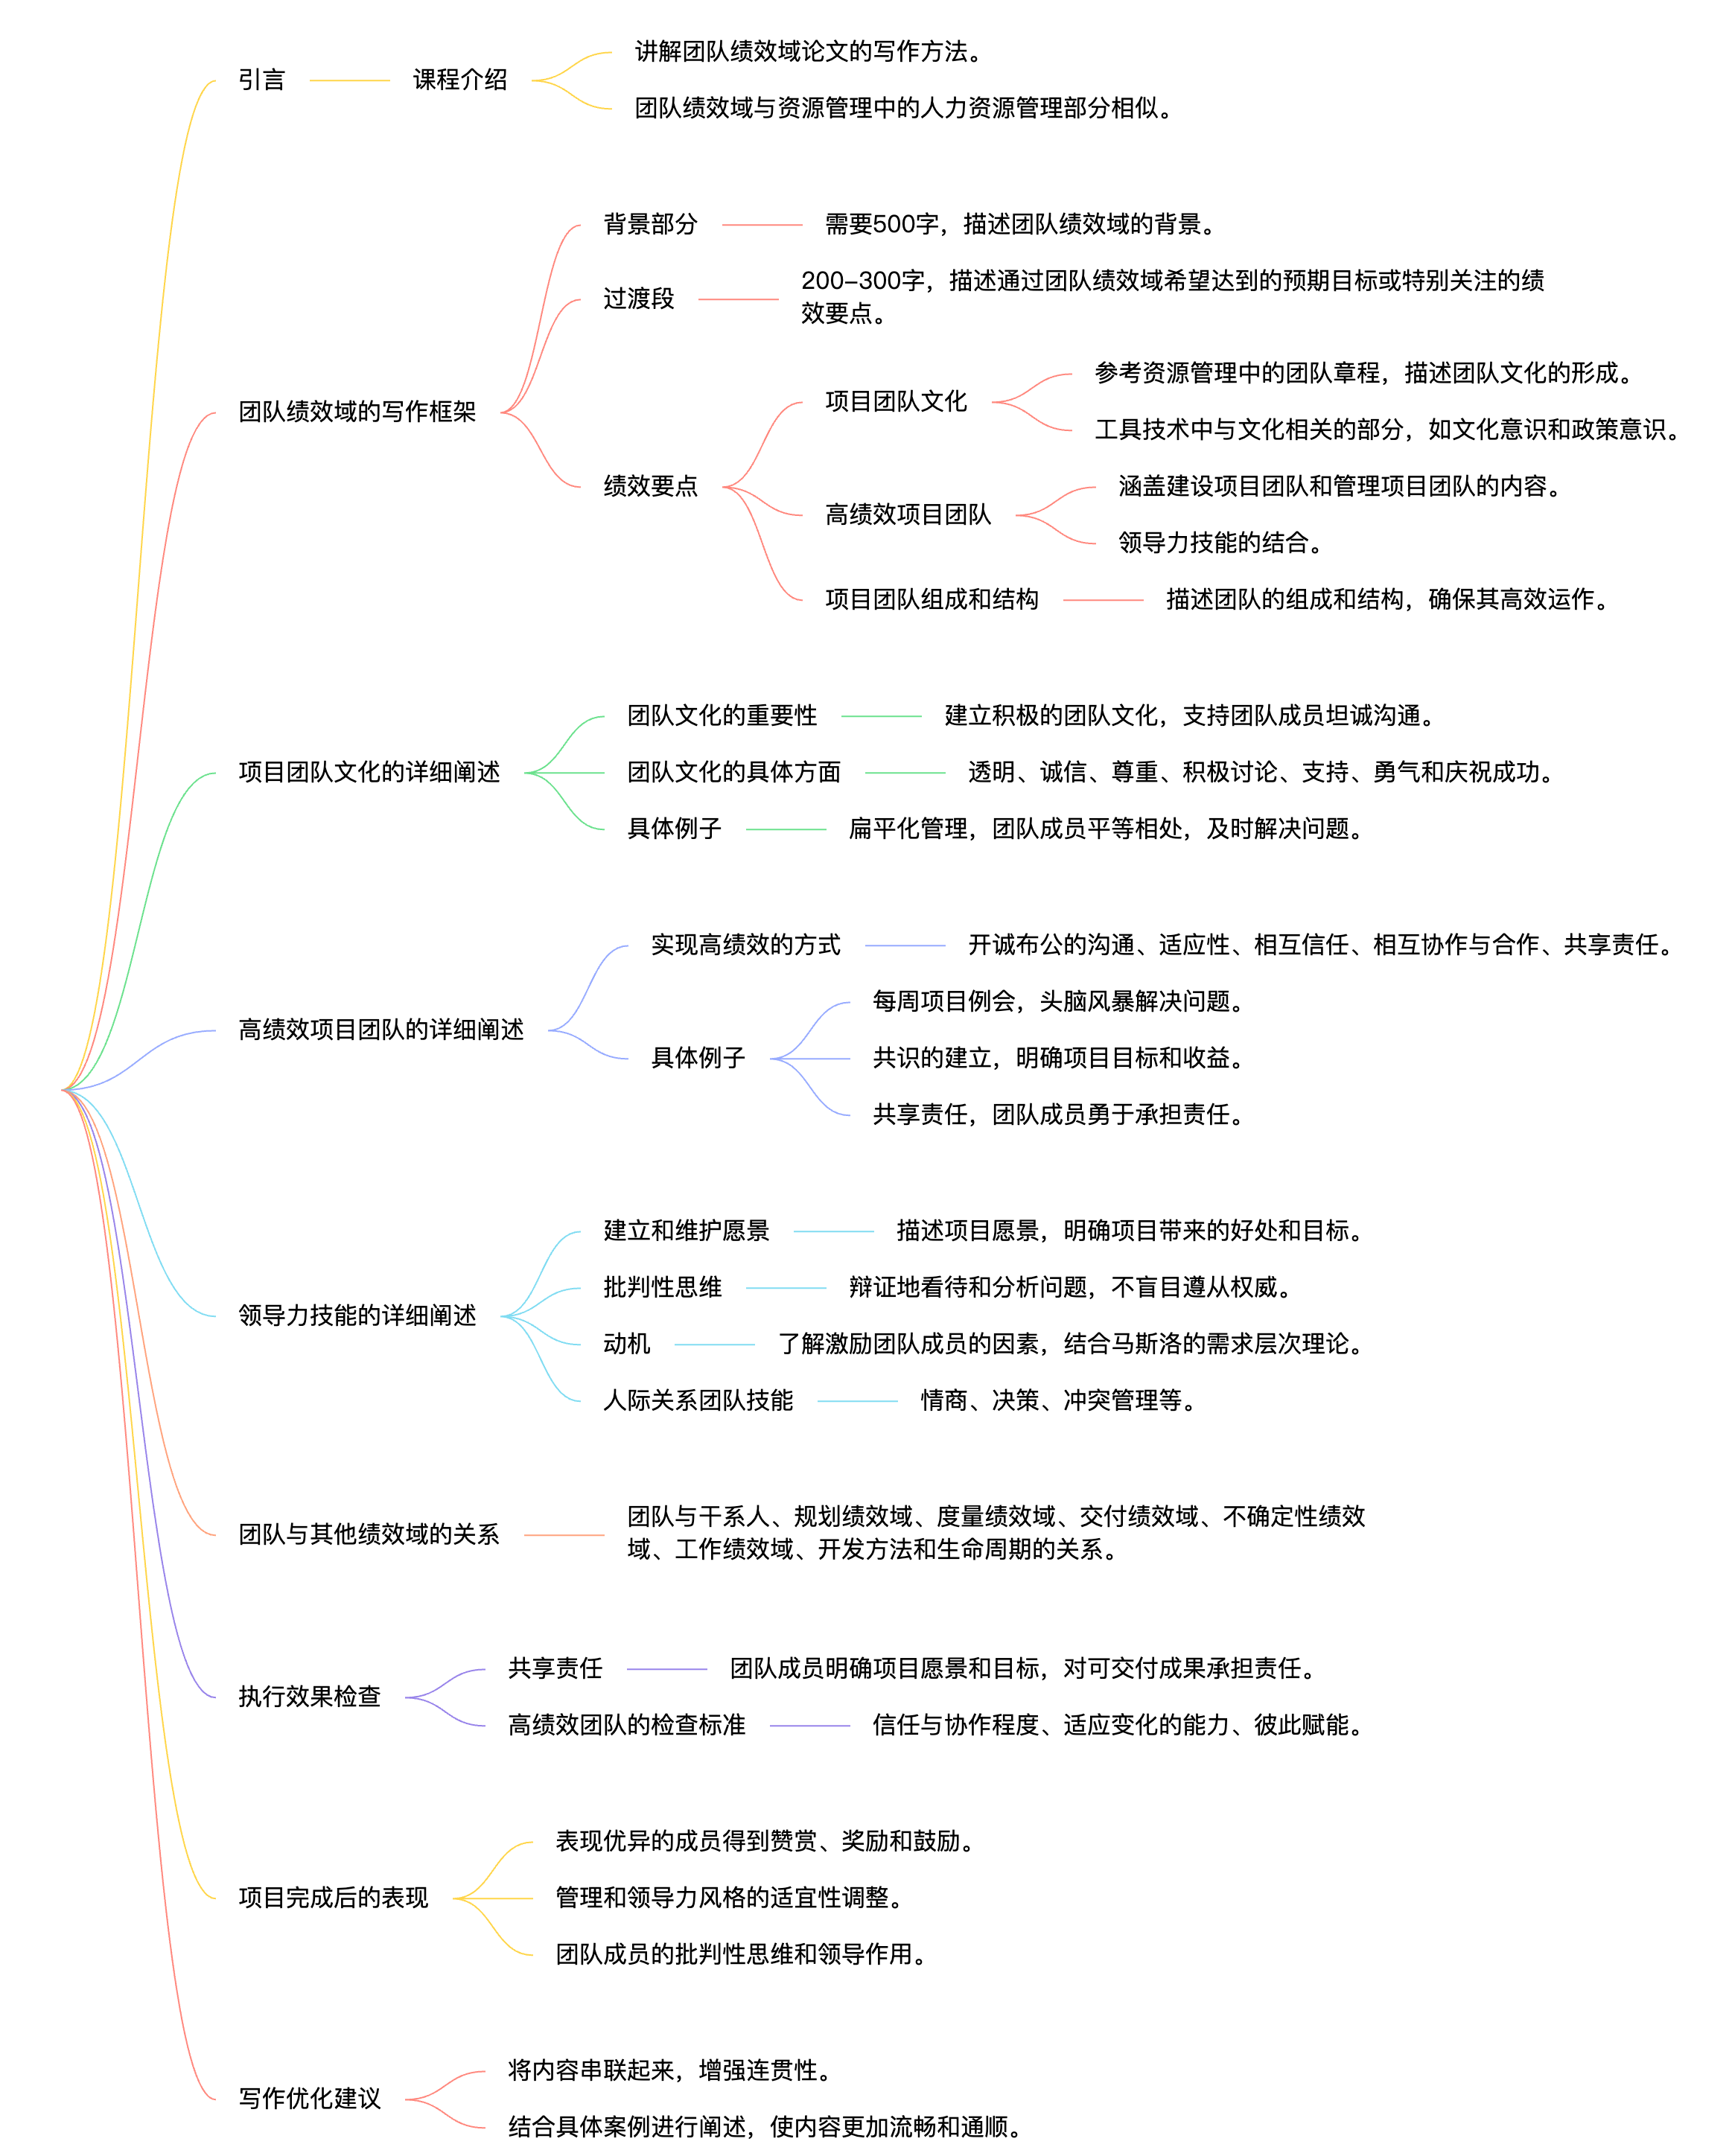 引言
课程介绍
讲解团队绩效域论文的写作方法。
团队绩效域与资源管理中的人力资源管理部分相似。
团队绩效域的写作框架
背景部分
需要500字，描述团队绩效域的背景。
过渡段
200-300字，描述通过团队绩效域希望达到的预期目标或特别关注的绩
效要点。
绩效要点
项目团队文化
参考资源管理中的团队章程，描述团队文化的形成。
工具技术中与文化相关的部分，如文化意识和政策意识。
高绩效项目团队
涵盖建设项目团队和管理项目团队的内容。
领导力技能的结合。
项目团队组成和结构
描述团队的组成和结构，确保其高效运作。
项目团队文化的详细阐述
团队文化的重要性
建立积极的团队文化，支持团队成员坦诚沟通。
团队文化的具体方面
透明、诚信、尊重、积极讨论、支持、勇气和庆祝成功。
具体例子
扁平化管理，团队成员平等相处，及时解决问题。
高绩效项目团队的详细阐述
实现高绩效的方式
开诚布公的沟通、适应性、相互信任、相互协作与合作、共享责任。
具体例子
每周项目例会，头脑风暴解决问题。
共识的建立，明确项目目标和收益。
共享责任，团队成员勇于承担责任。
领导力技能的详细阐述
建立和维护愿景
描述项目愿景，明确项目带来的好处和目标。
批判性思维
辩证地看待和分析问题，不盲目遵从权威。
动机
了解激励团队成员的因素，结合马斯洛的需求层次理论。
人际关系团队技能
情商、决策、冲突管理等。
团队与其他绩效域的关系
团队与干系人、规划绩效域、度量绩效域、交付绩效域、不确定性绩效
域、工作绩效域、开发方法和生命周期的关系。
执行效果检查
共享责任
团队成员明确项目愿景和目标，对可交付成果承担责任。
高绩效团队的检查标准
信任与协作程度、适应变化的能力、彼此赋能。
项目完成后的表现
表现优异的成员得到赞赏、奖励和鼓励。
管理和领导力风格的适宜性调整。
团队成员的批判性思维和领导作用。
写作优化建议
将内容串联起来，增强连贯性。
结合具体案例进行阐述，使内容更加流畅和通顺。